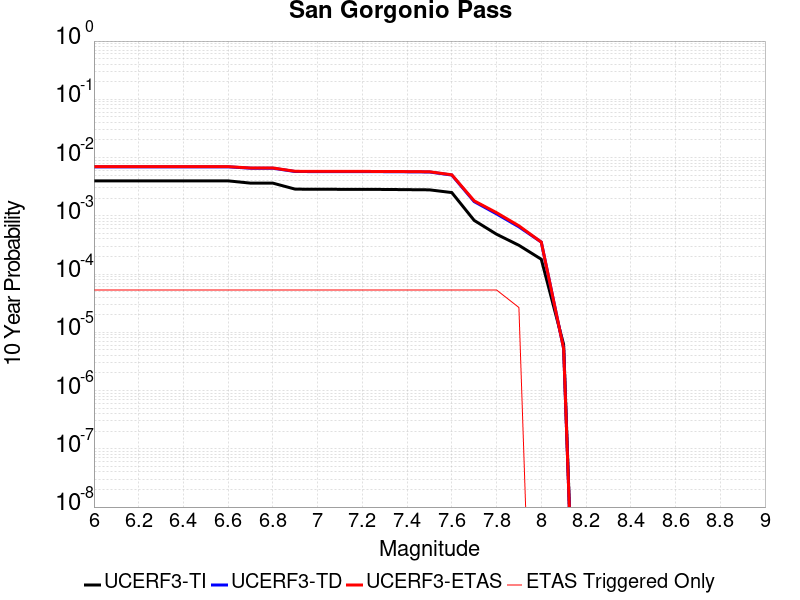 San Gorgonio Pass
10^0
10^-1
10^-2
10^-3
10^-4
10^-5
10^-6
10^-7
10^-8
10 Year Probability
6 6.2 6.4 6.6 6.8 7 7.2 7.4 7.6 7.8 8 8.2 8.4 8.6 8.8 9
Magnitude
UCERF3-TI UCERF3-TD UCERF3-ETAS ETAS Triggered Only